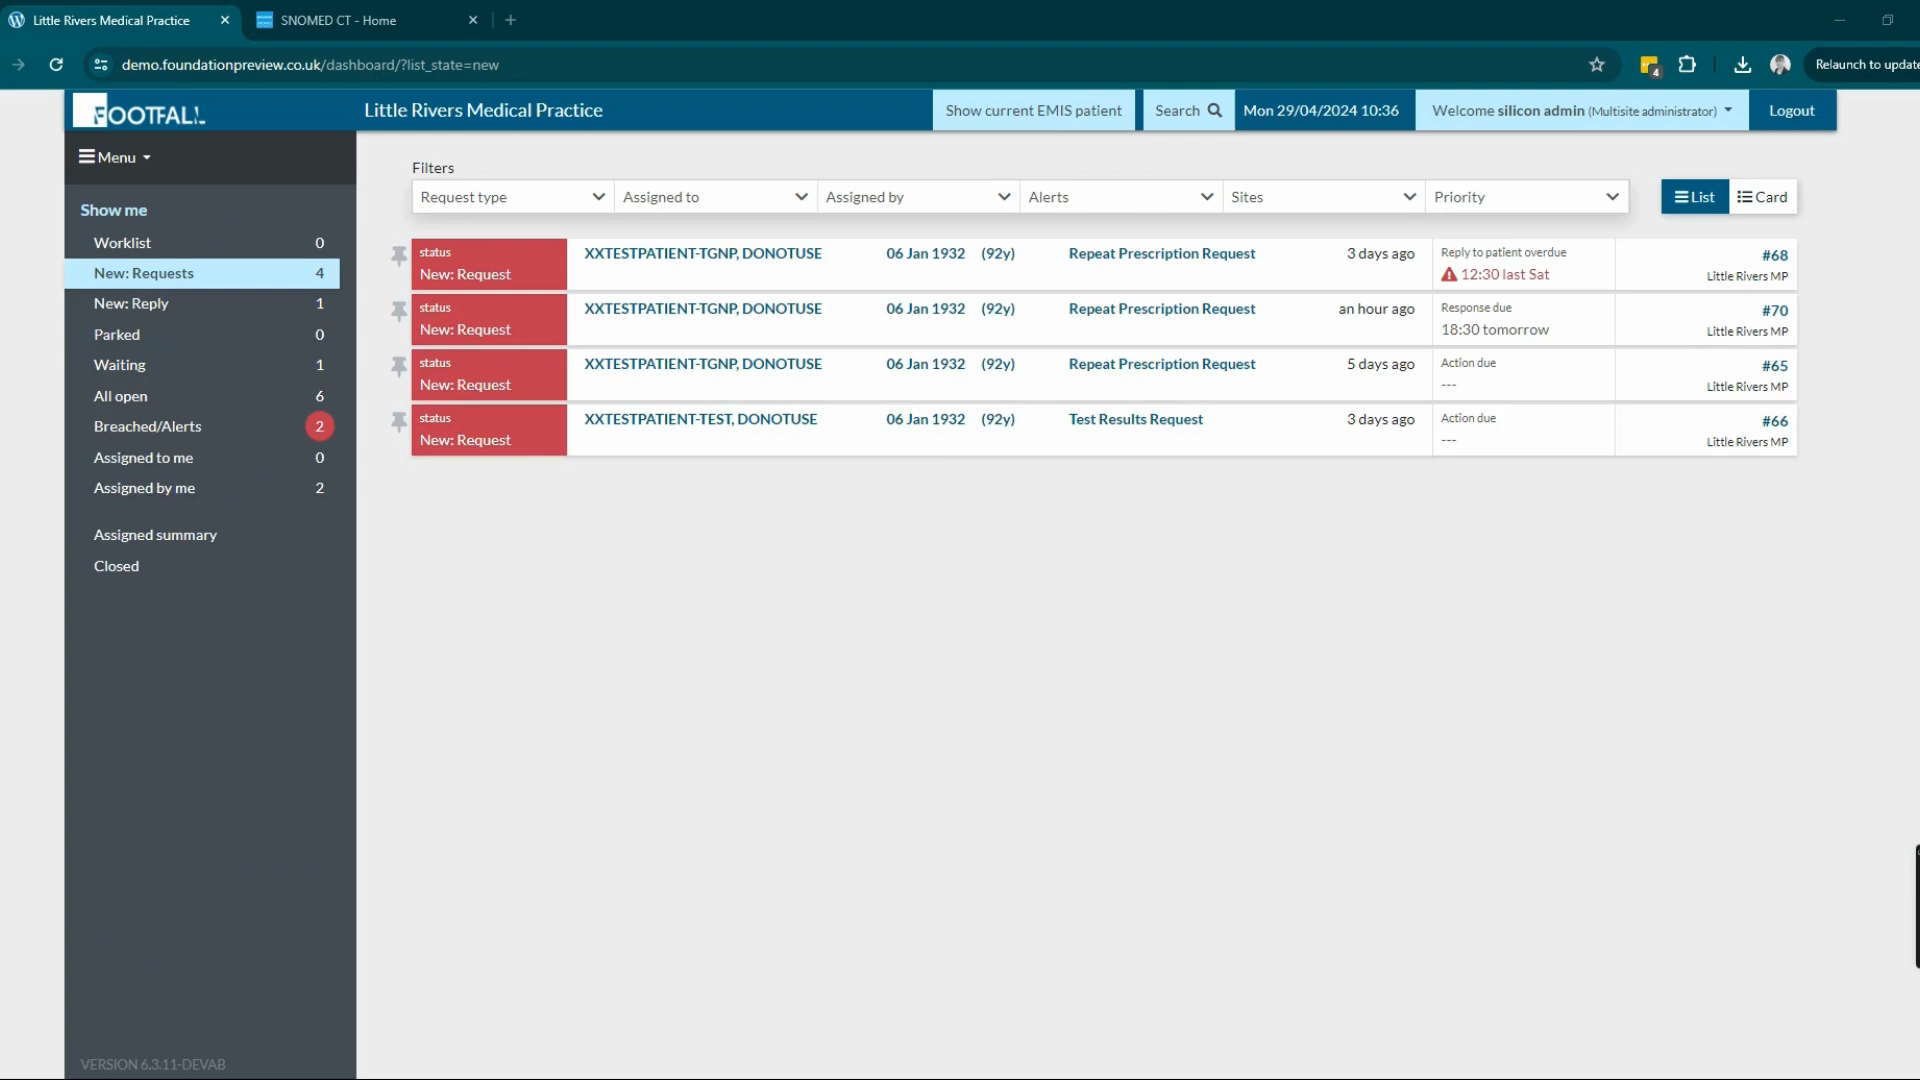 Little Rivers Medical Practice
SNOMED CT - Home
demo.foundationpreview.co.uk/dashboard/?list_state=new
4
Relaunch to update
FOOTFALL
Little Rivers Medical Practice
Show current EMIS patient
Search
Mon 29/04/2024 10:36
Welcome silicon admin (Multisite administrator)
Logout
Menu
Show me
Worklist 0
New: Requests 4
New: Reply 1
Parked 0
Waiting 1
All open 6
Breached/Alerts 2
Assigned to me 0
Assigned by me 2
Assigned summary
Closed
VERSION 6.3.11-DEVAB
Filters
Request type
Assigned to
Assigned by
Alerts
Sites
Priority
List
Card
status
New: Request
XXTESTPATIENT-TGNP, DONOTUSE 06 Jan 1932 (92y) Repeat Prescription Request 3 days ago
Reply to patient overdue
12:30 last Sat
#68
Little Rivers MP
status
New: Request
XXTESTPATIENT-TGNP, DONOTUSE 06 Jan 1932 (92y) Repeat Prescription Request an hour ago
Response due
18:30 tomorrow
#70
Little Rivers MP
status
New: Request
XXTESTPATIENT-TGNP, DONOTUSE 06 Jan 1932 (92y) Repeat Prescription Request 5 days ago
Action due
---
#65
Little Rivers MP
status
New: Request
XXTESTPATIENT-TEST, DONOTUSE 06 Jan 1932 (92y) Test Results Request 3 days ago
Action due
---
#66
Little Rivers MP